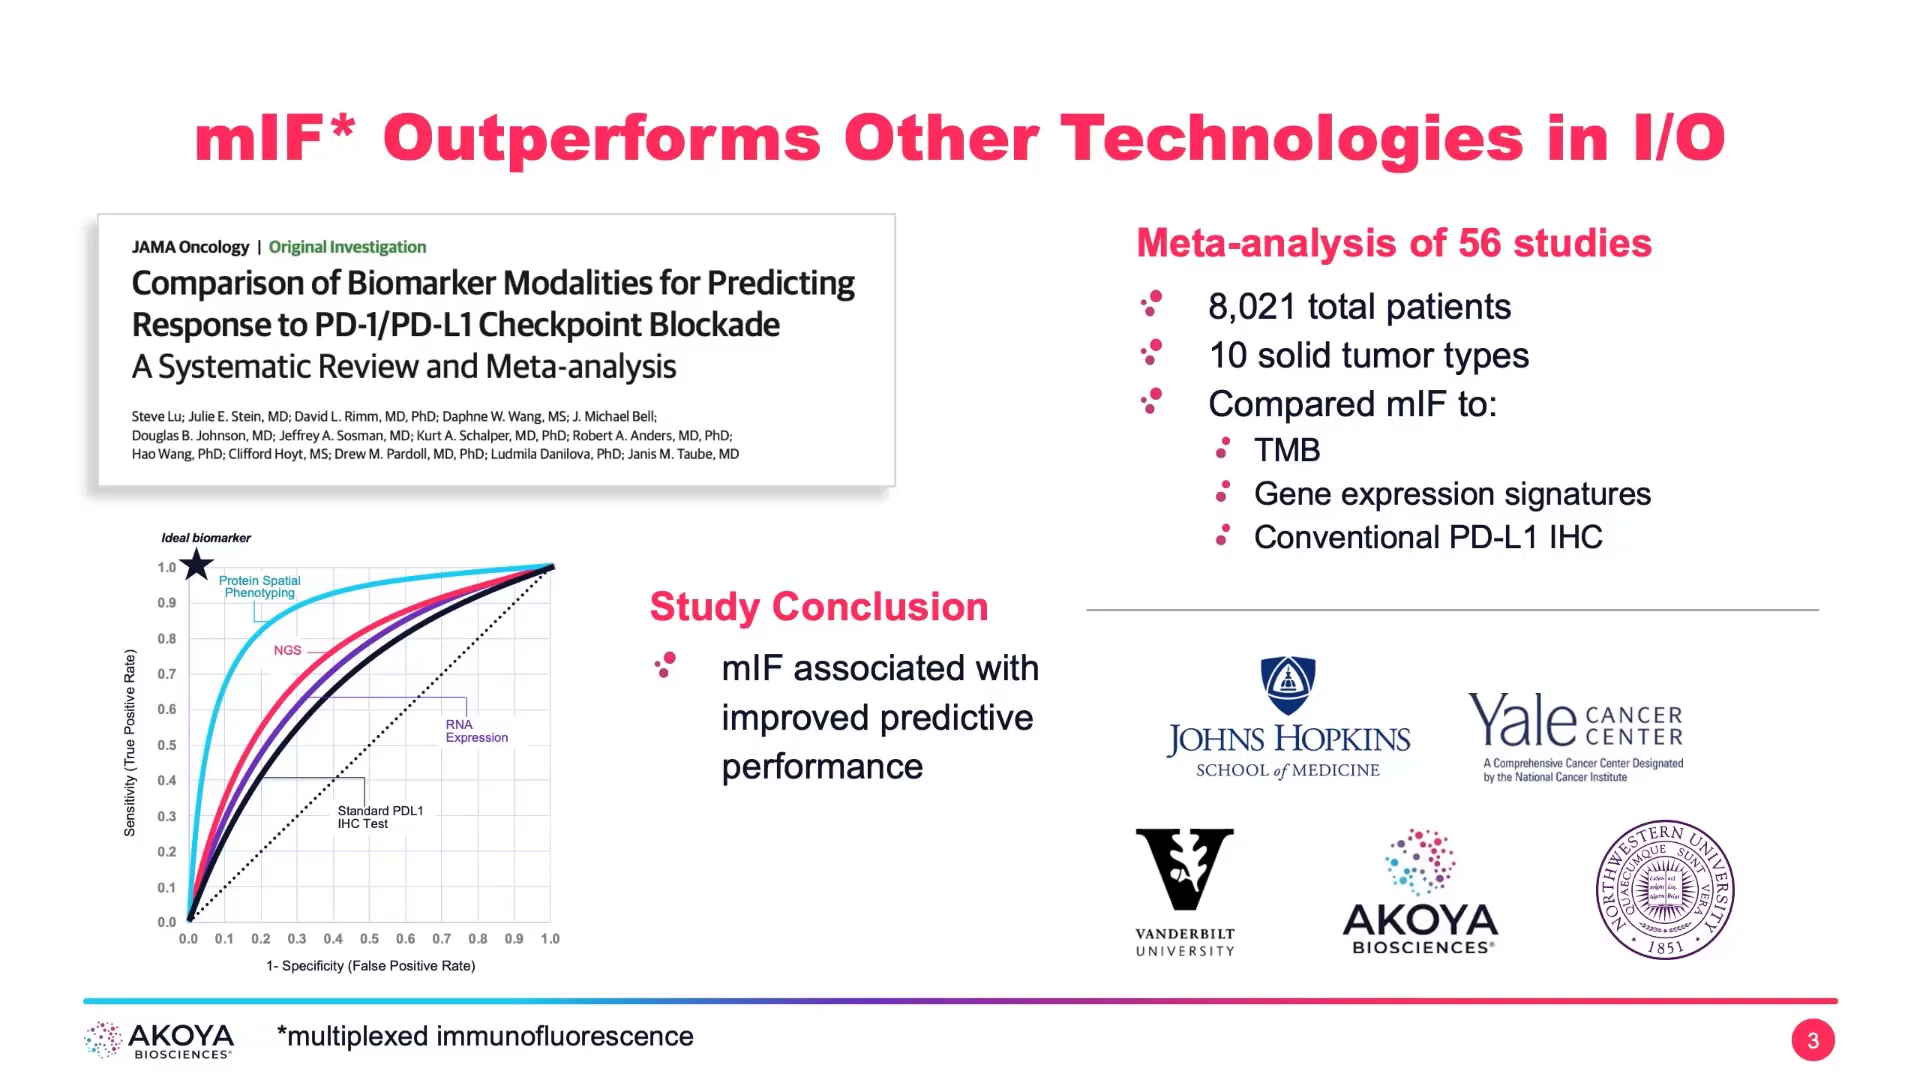 mIF* Outperforms Other Technologies in I/O
JAMA Oncology | Original Investigation
Comparison of Biomarker Modalities for Predicting
Response to PD-1/PD-L1 Checkpoint Blockade
A Systematic Review and Meta-analysis
Steve Lu; Julie E. Stein, MD; David L. Rimm, MD, PhD; Daphne W. Wang, MS; J. Michael Bell;
Douglas B. Johnson, MD; Jeffrey A. Sosman, MD; Kurt A. Schalper, MD, PhD; Robert A. Anders, MD, PhD;
Hao Wang, PhD; Clifford Hoyt, MS; Drew M. Pardoll, MD, PhD; Ludmila Danilova, PhD; Janis M. Taube, MD
Meta-analysis of 56 studies
8,021 total patients
10 solid tumor types
Compared mIF to:
TMB
Gene expression signatures
Conventional PD-L1 IHC
Ideal biomarker
Protein Spatial
Phenotyping
NGS
RNA
Expression
Standard PDL1
IHC Test
Sensitivity (True Positive Rate)
1.0
0.9
0.8
0.7
0.6
0.5
0.4
0.3
0.2
0.1
0.0
0.0 0.1 0.2 0.3 0.4 0.5 0.6 0.7 0.8 0.9 1.0
1- Specificity (False Positive Rate)
Study Conclusion
mIF associated with
improved predictive
performance
JOHNS HOPKINS
SCHOOL of MEDICINE
Yale CANCER
CENTER
A Comprehensive Cancer Center Designated
by the National Cancer Institute
VANDERBILT
UNIVERSITY
AKOYA
BIOSCIENCES®
NORTHWESTERN UNIVERSITY
QUAECUMQUE SUNT VERA
1851
AKOYA
BIOSCIENCES®
*multiplexed immunofluorescence
3